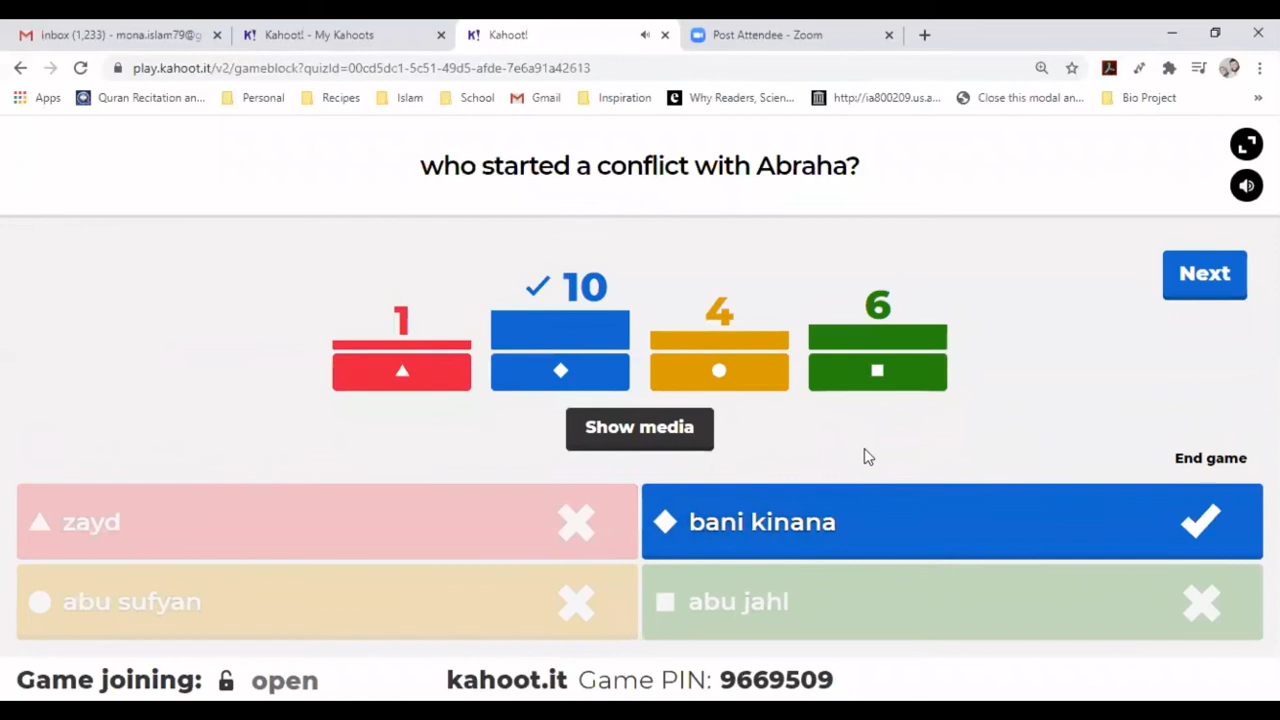 Inbox (1,233) - mona.islam79@g
K! Kahoot! - My Kahoots
K! Kahoot!
Post Attendee - Zoom
play.kahoot.it/v2/gameblock?quizId=00cd5dc1-5c51-49d5-afde-7e6a91a42613
Apps
Quran Recitation an...
Personal
Recipes
Islam
School
Gmail
Inspiration
Why Readers, Scien...
http://ia800209.us.a...
Close this modal an...
Bio Project
»
who started a conflict with Abraha?
Next
1
10
4
6
Show media
End game
zayd
bani kinana
abu sufyan
abu jahl
Game joining: open
kahoot.it Game PIN: 9669509